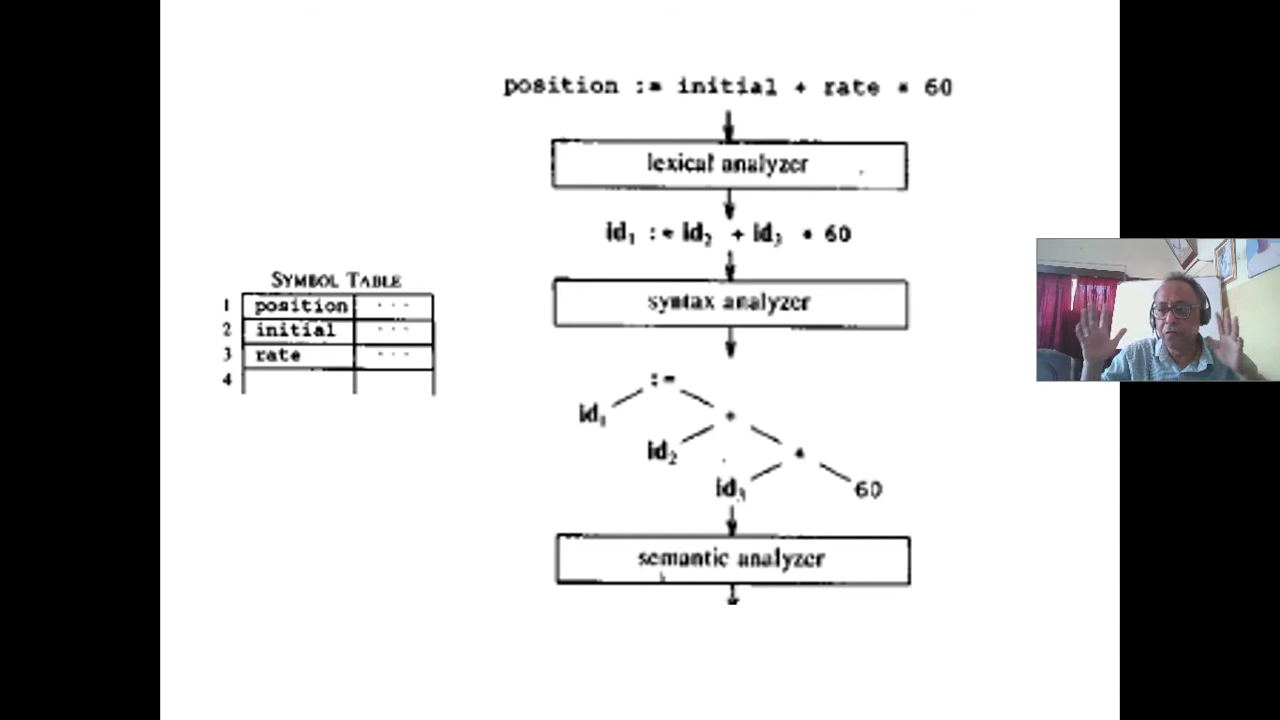 position := initial + rate * 60
lexical analyzer
id₁ := id₂ + id₃ * 60
syntax analyzer
SYMBOL TABLE
1 position ...
2 initial ...
3 rate ...
4
:=
id₁ +
id₂ *
id₃ 60
semantic analyzer